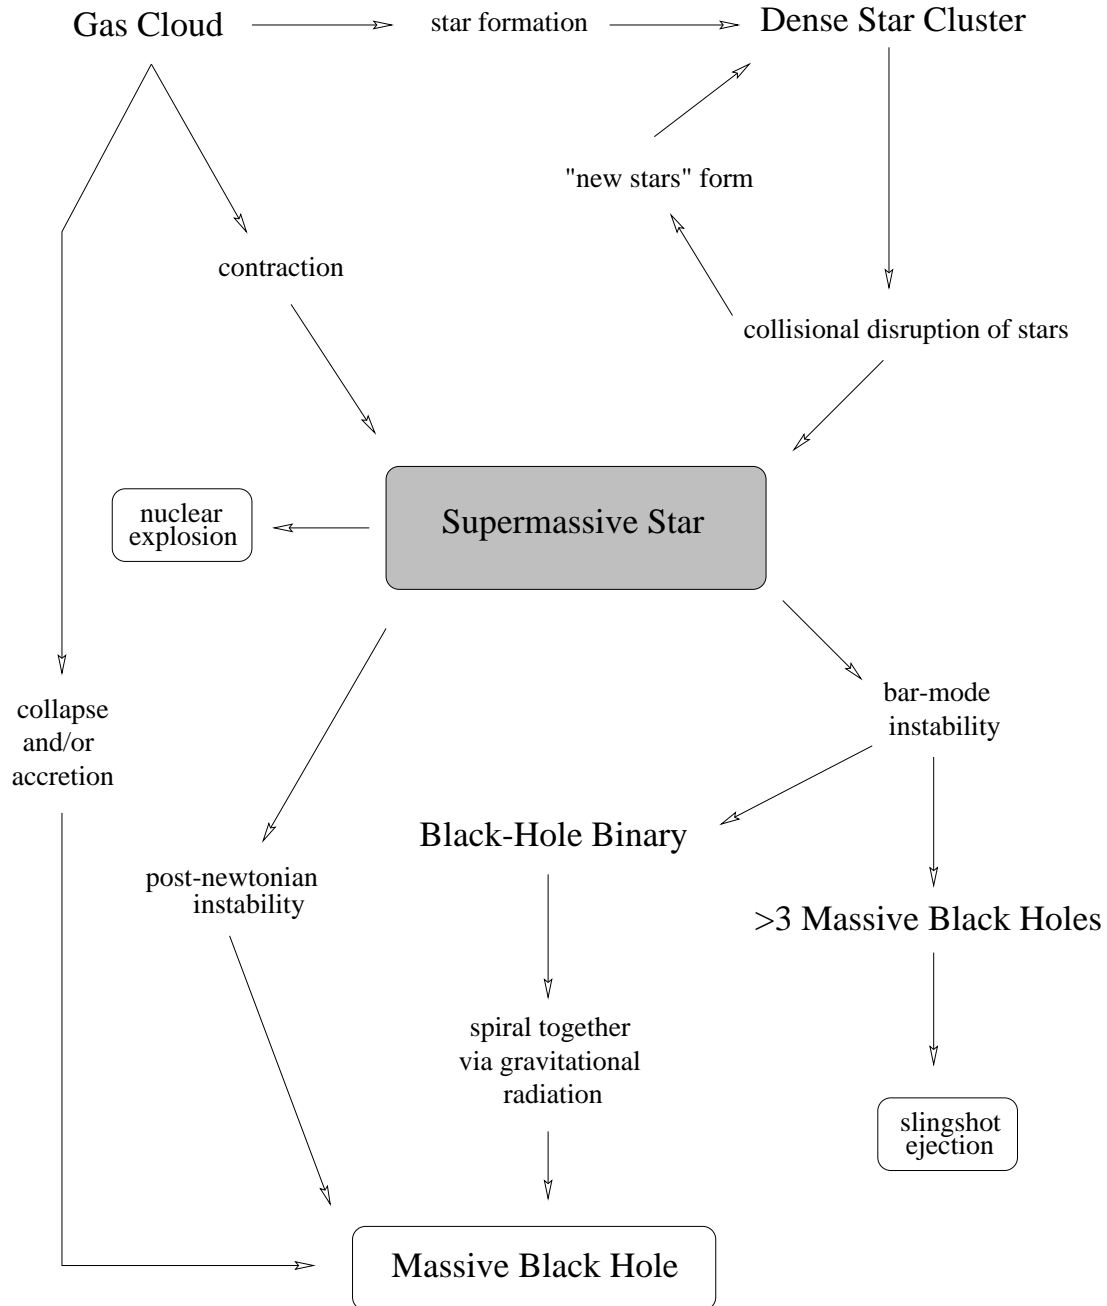 Gas Cloud
star formation
Dense Star Cluster
"new stars" form
contraction
collisional disruption of stars
Supermassive Star
nuclear
explosion
bar-mode
instability
collapse
and/or
accretion
Black-Hole Binary
post-newtonian
instability
>3 Massive Black Holes
spiral together
via gravitational
radiation
slingshot
ejection
Massive Black Hole